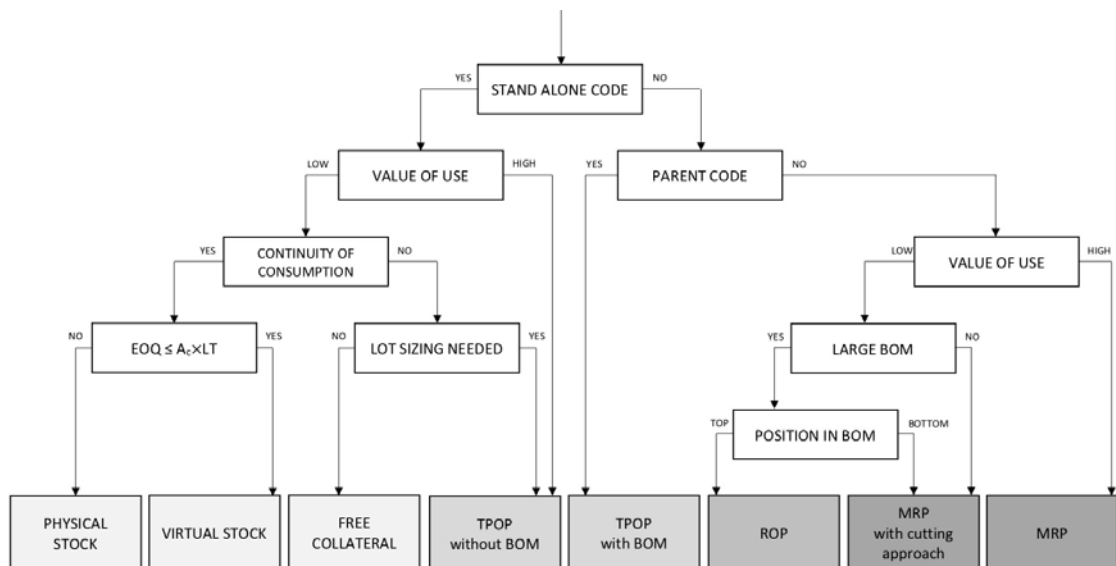 YES
NO
STAND ALONE CODE
LOW
VALUE OF USE
HIGH
YES
PARENT CODE
NO
YES
CONTINUITY OF
CONSUMPTION
NO
LOW
VALUE OF USE
HIGH
NO
EOQ ≤ AcxLT
YES
NO
LOT SIZING NEEDED
YES
YES
LARGE BOM
NO
TOP
POSITION IN BOM
BOTTOM
PHYSICAL
STOCK
VIRTUAL STOCK
FREE
COLLATERAL
TPOP
without BOM
TPOP
with BOM
ROP
MRP
with cutting
approach
MRP